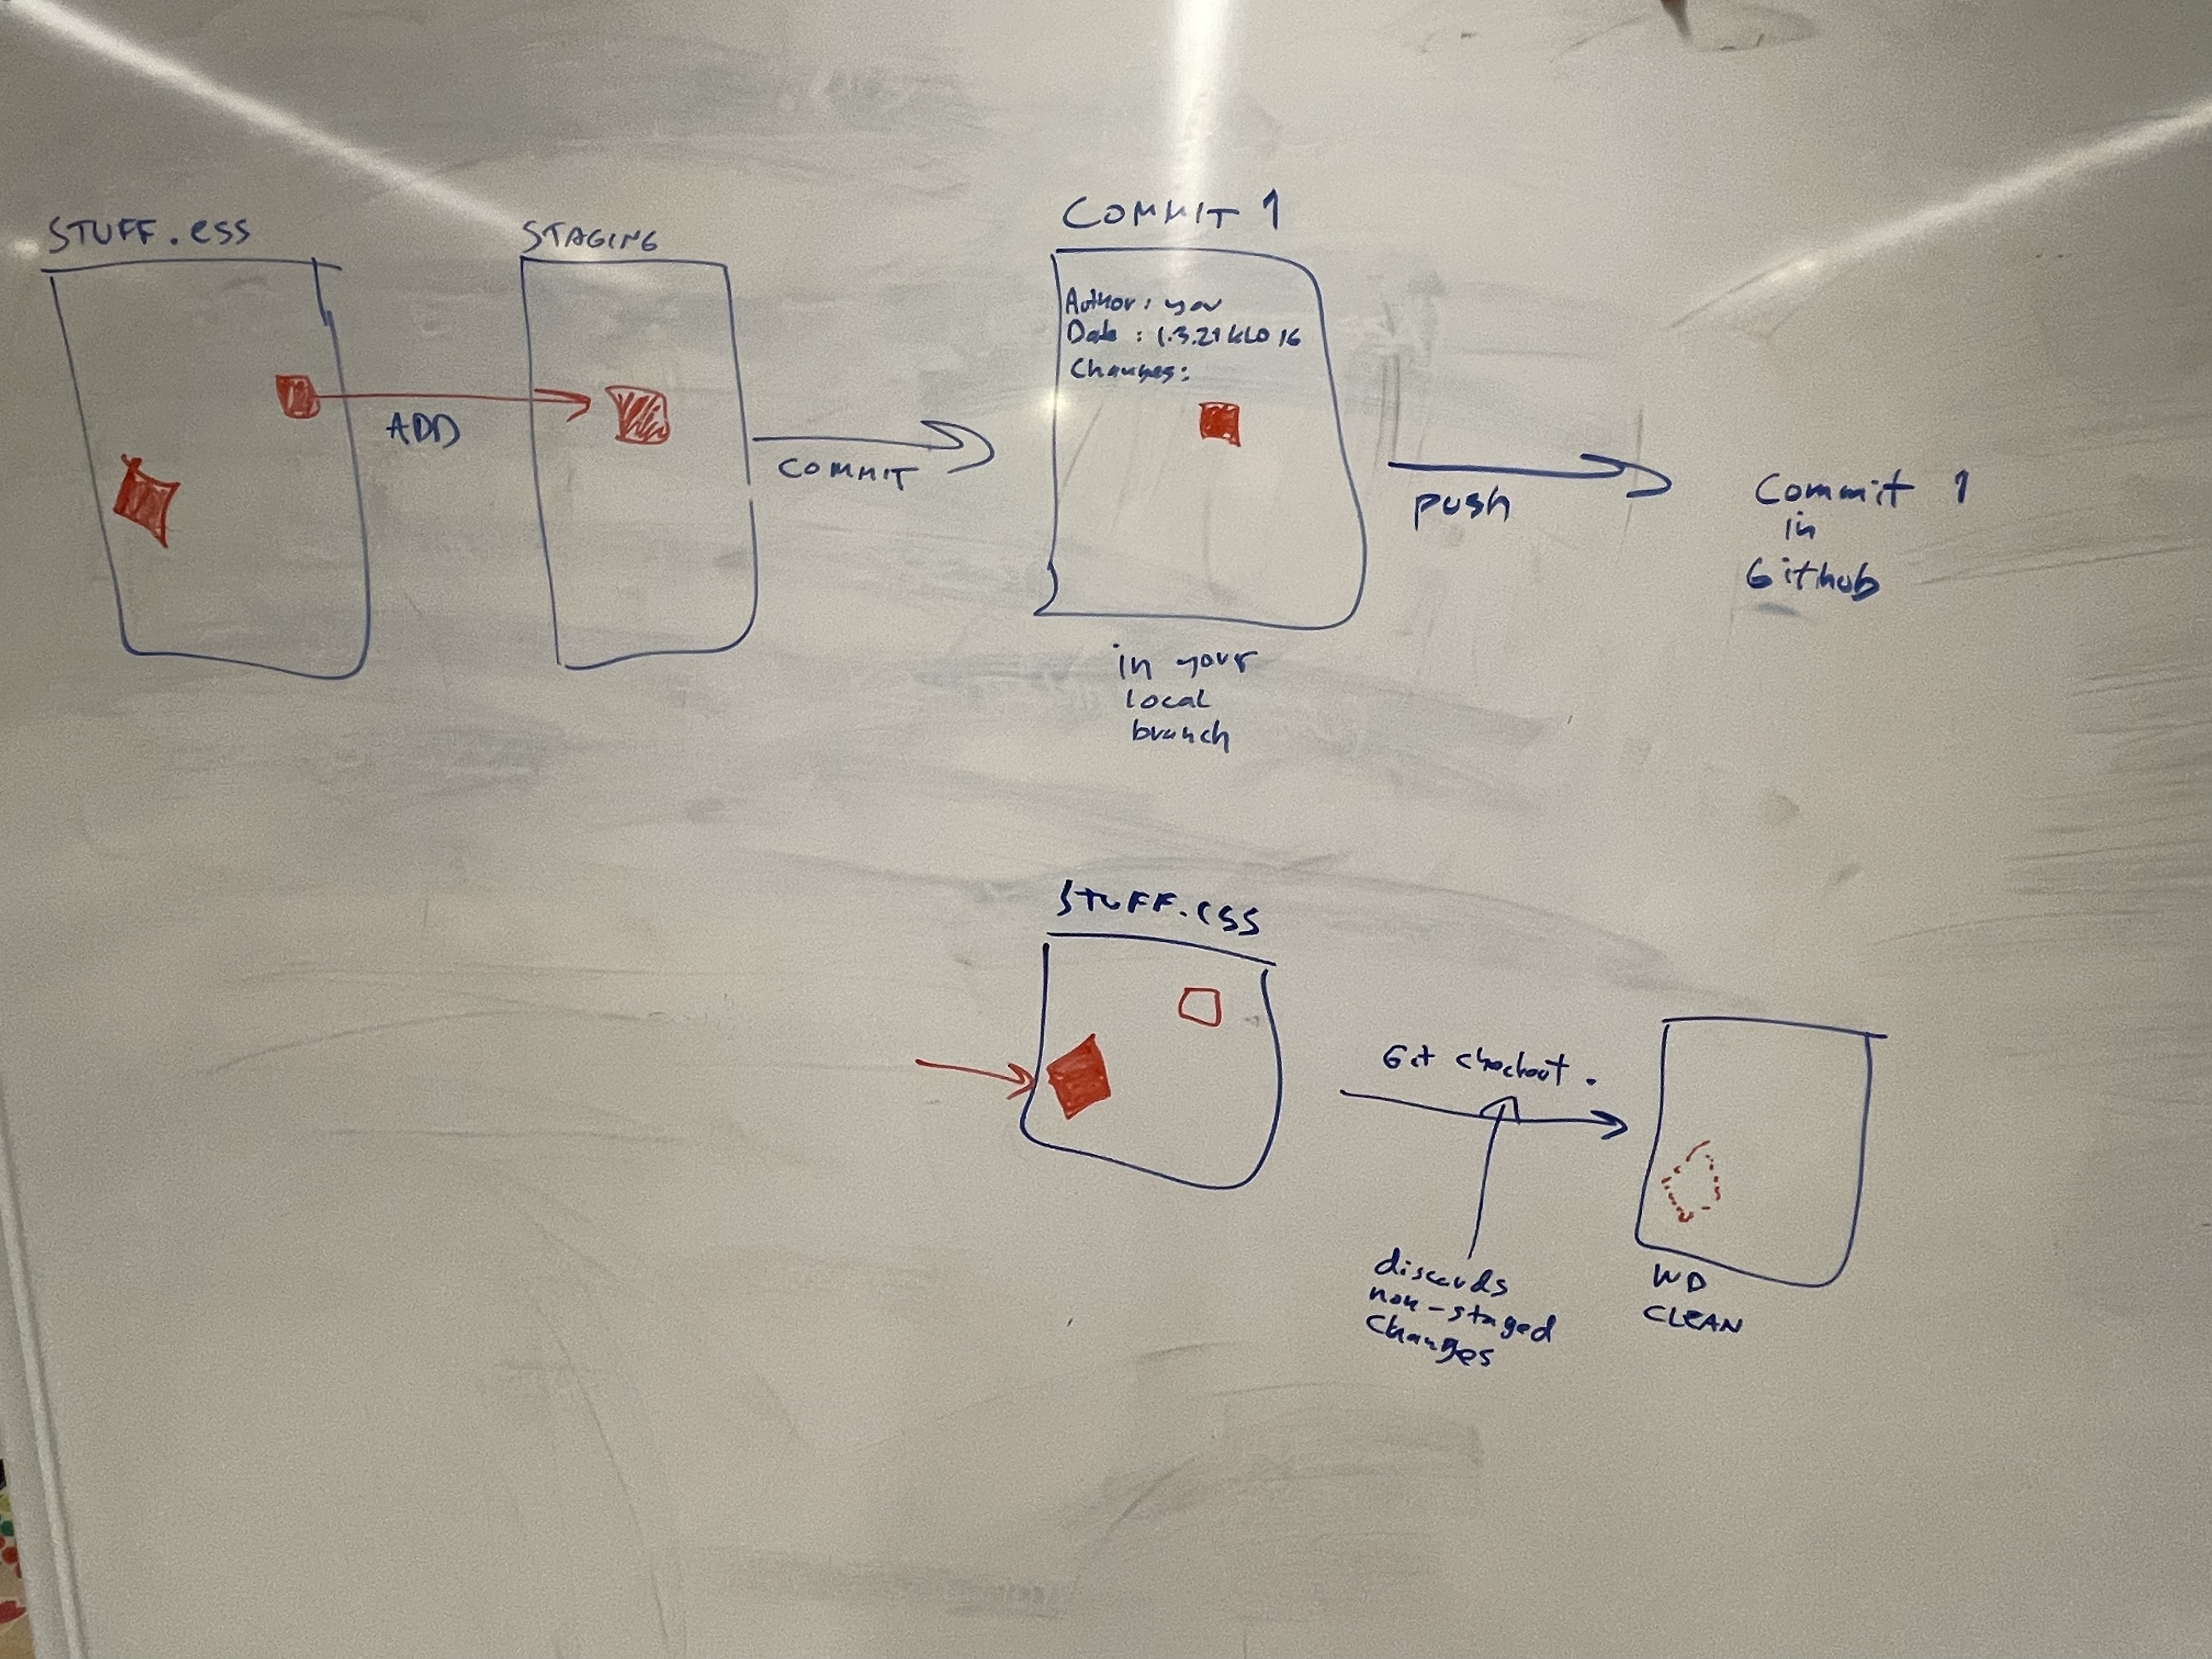 STUFF.CSS
STAGING
COMMIT 1
Author: you
Date : 1.3.21 KLO 16
Changes:
ADD
COMMIT
push
Commit 1
in
Github
in your
local
branch
STUFF.CSS
Git checkout .
discards
non-staged
changes
WD
CLEAN